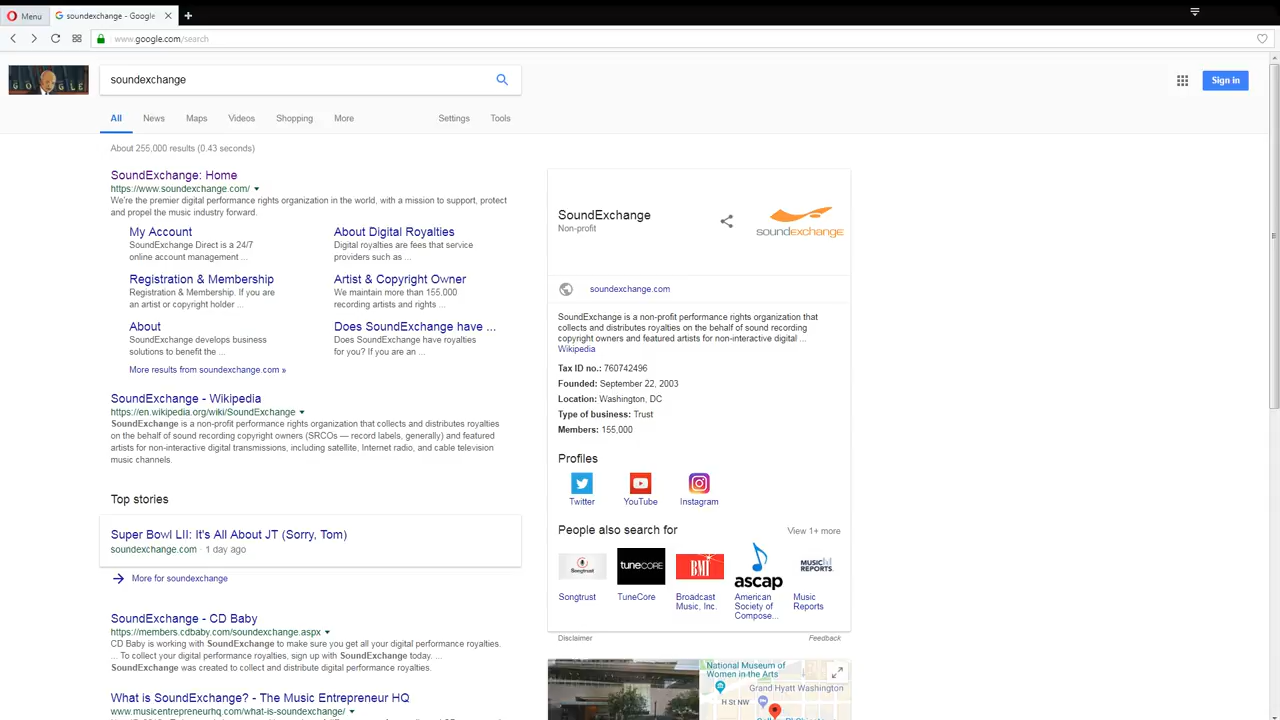 Menu
soundexchange - Google
www.google.com/search
GOOGLE
soundexchange
Sign in
All
News
Maps
Videos
Shopping
More
Settings
Tools
About 255,000 results (0.43 seconds)
SoundExchange: Home
https://www.soundexchange.com/
We're the premier digital performance rights organization in the world, with a mission to support, protect
and propel the music industry forward.
My Account
SoundExchange Direct is a 24/7
online account management ...
About Digital Royalties
Digital royalties are fees that service
providers such as ...
Registration & Membership
Registration & Membership. If you are
an artist or copyright holder ...
Artist & Copyright Owner
We maintain more than 155,000
recording artists and rights ...
About
SoundExchange develops business
solutions to benefit the ...
Does SoundExchange have ...
Does SoundExchange have royalties
for you? If you are an ...
More results from soundexchange.com »
SoundExchange - Wikipedia
https://en.wikipedia.org/wiki/SoundExchange
SoundExchange is a non-profit performance rights organization that collects and distributes royalties
on the behalf of sound recording copyright owners (SRCOs — record labels, generally) and featured
artists for non-interactive digital transmissions, including satellite, Internet radio, and cable television
music channels.
Top stories
Super Bowl LII: It's All About JT (Sorry, Tom)
soundexchange.com · 1 day ago
More for soundexchange
SoundExchange - CD Baby
https://members.cdbaby.com/soundexchange.aspx
CD Baby is working with SoundExchange to make sure you get all your digital performance royalties.
... To collect your digital royalties, sign up with SoundExchange today. ...
SoundExchange was created to collect and distribute digital performance royalties.
What is SoundExchange? - The Music Entrepreneur HQ
www.musicentrepreneurhq.com/what-is-soundexchange/
SoundExchange
Non-profit
soundexchange
soundexchange.com
SoundExchange is a non-profit performance rights organization that
collects and distributes royalties on the behalf of sound recording
copyright owners and featured artists for non-interactive digital ...
Wikipedia
Tax ID no.: 760742496
Founded: September 22, 2003
Location: Washington, DC
Type of business: Trust
Members: 155,000
Profiles
Twitter
YouTube
Instagram
People also search for
View 1+ more
Songtrust
TUNECORE
BMI
ascap
MUSIC
REPORTS
Songtrust
TuneCore
Broadcast
Music, Inc.
American
Society of
Compose...
Music
Reports
Disclaimer
Feedback
National Museum of
Women in the Arts
Grand Hyatt Washington
H St NW